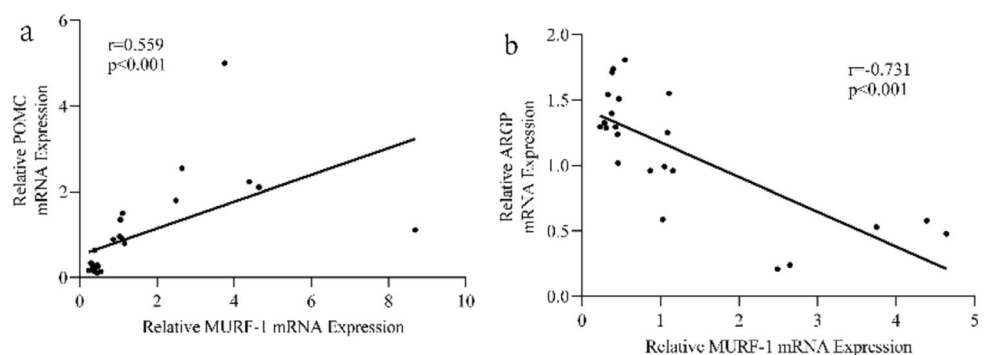 a
r=0.559
p<0.001
Relative POMC
mRNA Expression
6
4
2
0
0 2 4 6 8 10
Relative MURF-1 mRNA Expression
b
r=-0.731
p<0.001
Relative ARGP
mRNA Expression
2.0
1.5
1.0
0.5
0.0
0 1 2 3 4 5
Relative MURF-1 mRNA Expression